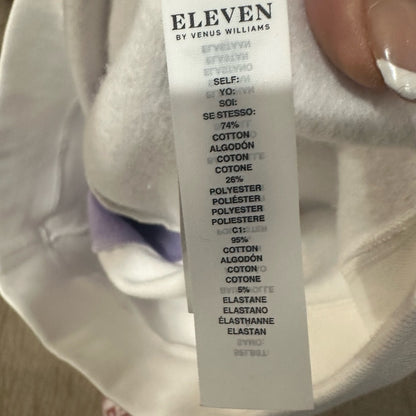 ELEVEN
BY VENUS WILLIAMS
SELF:
YO:
SOI:
SE STESSO:
74%
COTTON
ALGODÓN
COTON
COTONE
26%
POLYESTER
POLIÉSTER
POLYESTER
POLIESTERE
C1:
95%
COTTON
ALGODÓN
COTON
COTONE
5%
ELASTANE
ELASTANO
ÉLASTHANNE
ELASTAN